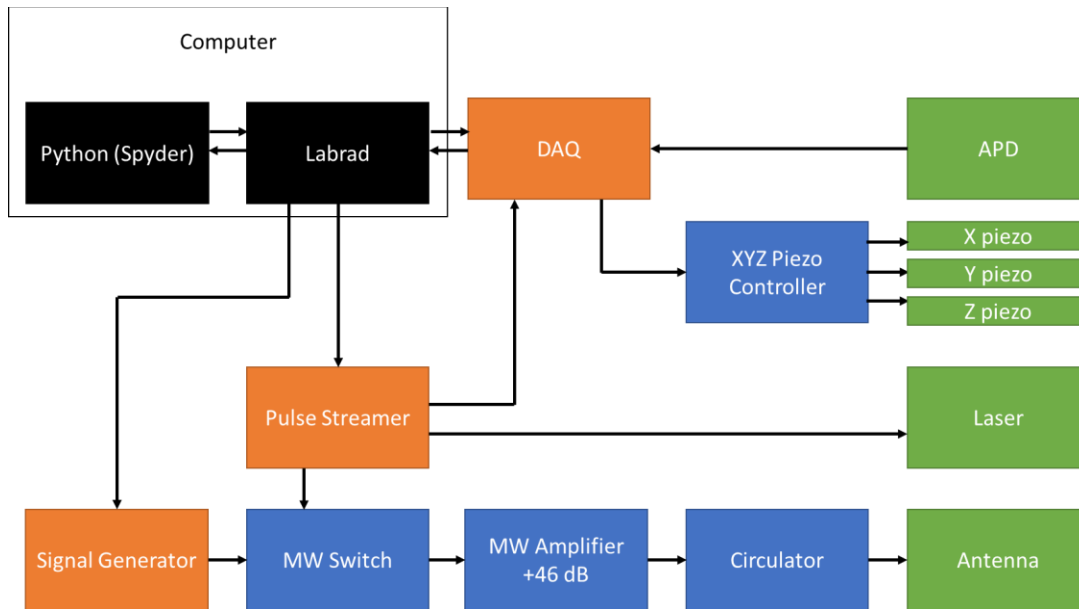 Computer
Python (Spyder)
Labrad
DAQ
APD
XYZ Piezo
Controller
X piezo
Y piezo
Z piezo
Pulse Streamer
Laser
Signal Generator
MW Switch
MW Amplifier
+46 dB
Circulator
Antenna